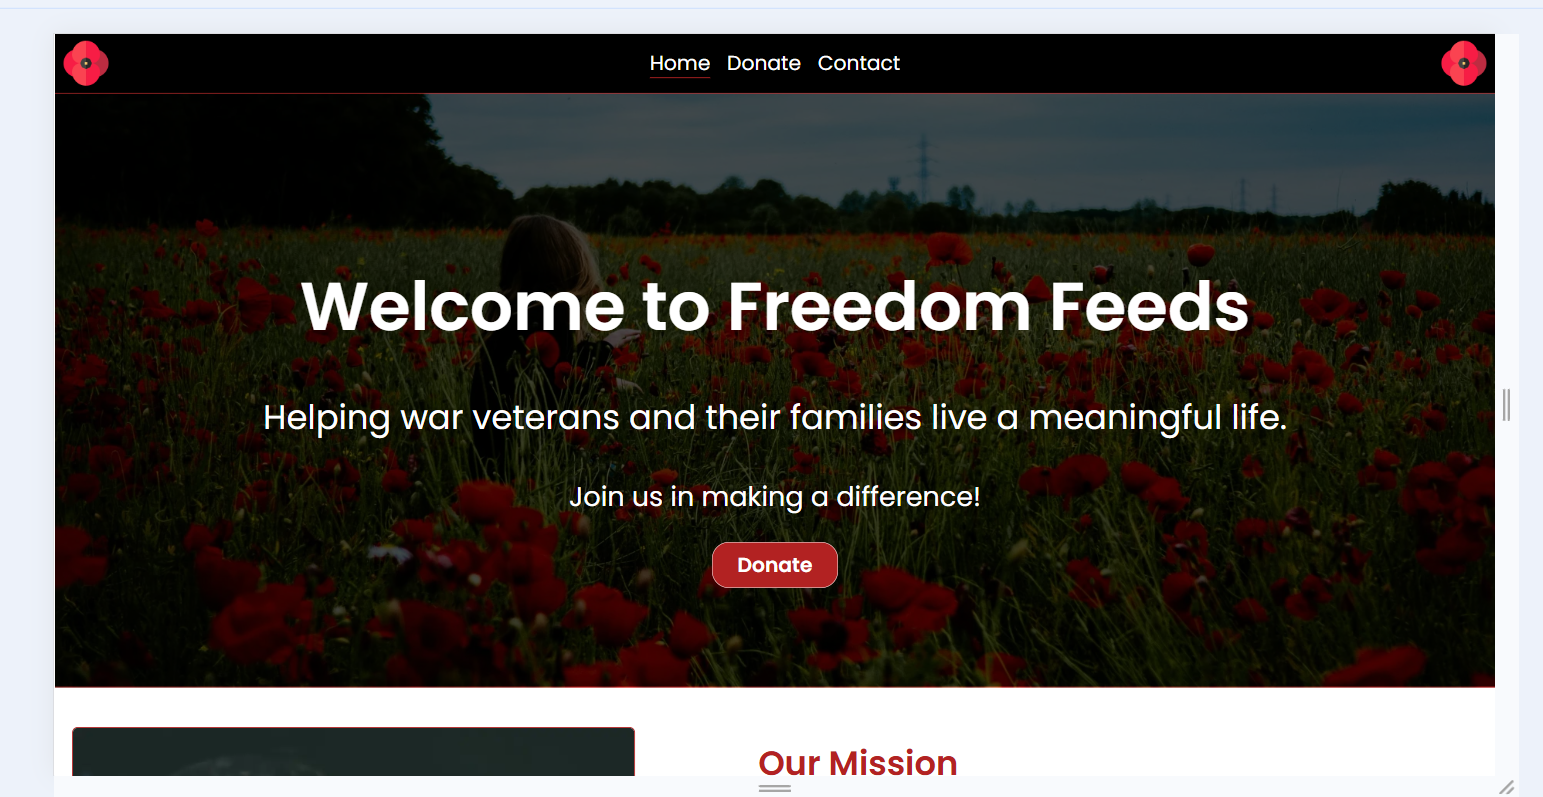 Home Donate Contact
Welcome to Freedom Feeds
Helping war veterans and their families live a meaningful life.
Join us in making a difference!
Donate
Our Mission